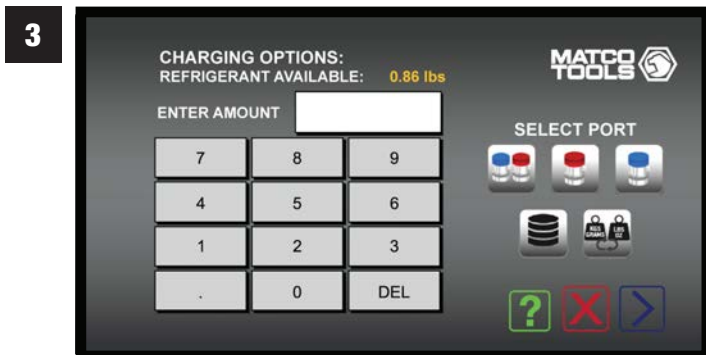 3
CHARGING OPTIONS:
REFRIGERANT AVAILABLE: 0.86 lbs
MATCO
TOOLS
ENTER AMOUNT
SELECT PORT
7 8 9
4 5 6
KGS
GRAMS
LBS
OZ
1 2 3
. 0 DEL
?